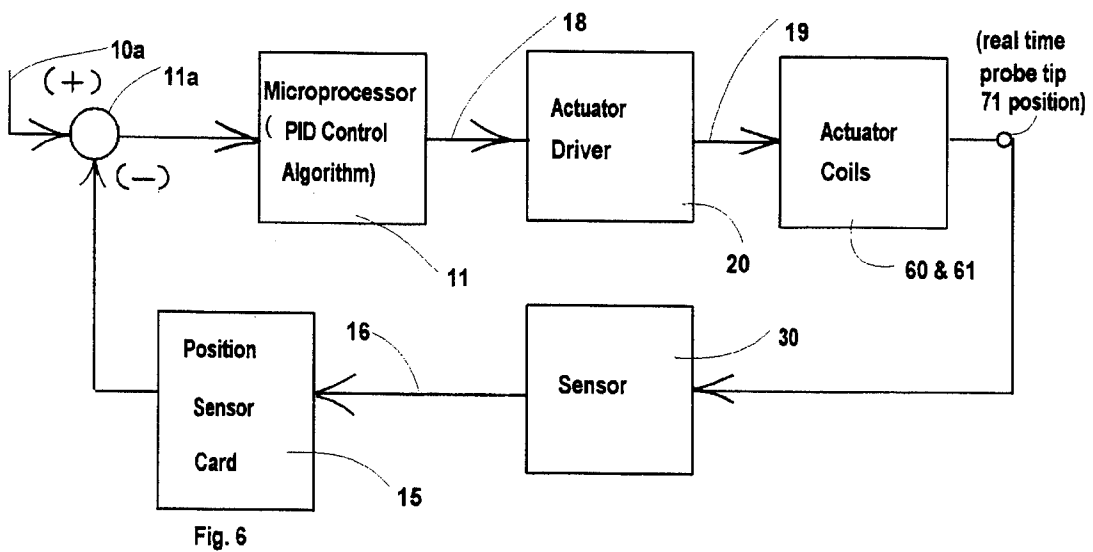 10a
(+)
11a
(—)
Microprocessor
( PID Control
Algorithm)
11
18
Actuator
Driver
20
19
Actuator
Coils
60 & 61
(real time
probe tip
71 position)
Position
Sensor
Card
15
16
Sensor
30
Fig. 6